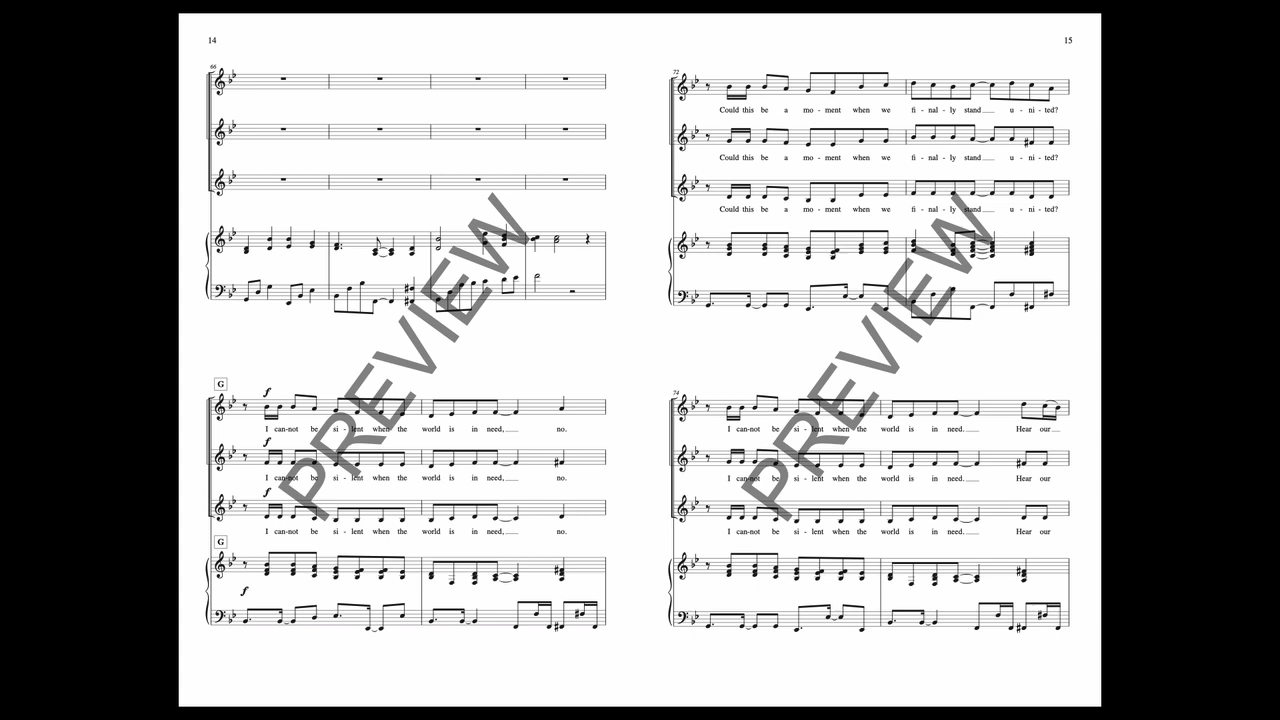 14
66
G
f
I can-not be si - lent when the world is in need, no.
f
I can-not be si - lent when the world is in need, no.
f
I can-not be si - lent when the world is in need, no.
G
f
PREVIEW
15
72
Could this be a mo - ment when we fi - nal - ly stand u - ni - ted?
Could this be a mo - ment when we fi - nal - ly stand u - ni - ted?
Could this be a mo - ment when we fi - nal - ly stand u - ni - ted?
74
I can-not be si - lent when the world is in need. Hear our
I can-not be si - lent when the world is in need. Hear our
I can-not be si - lent when the world is in need. Hear our
PREVIEW